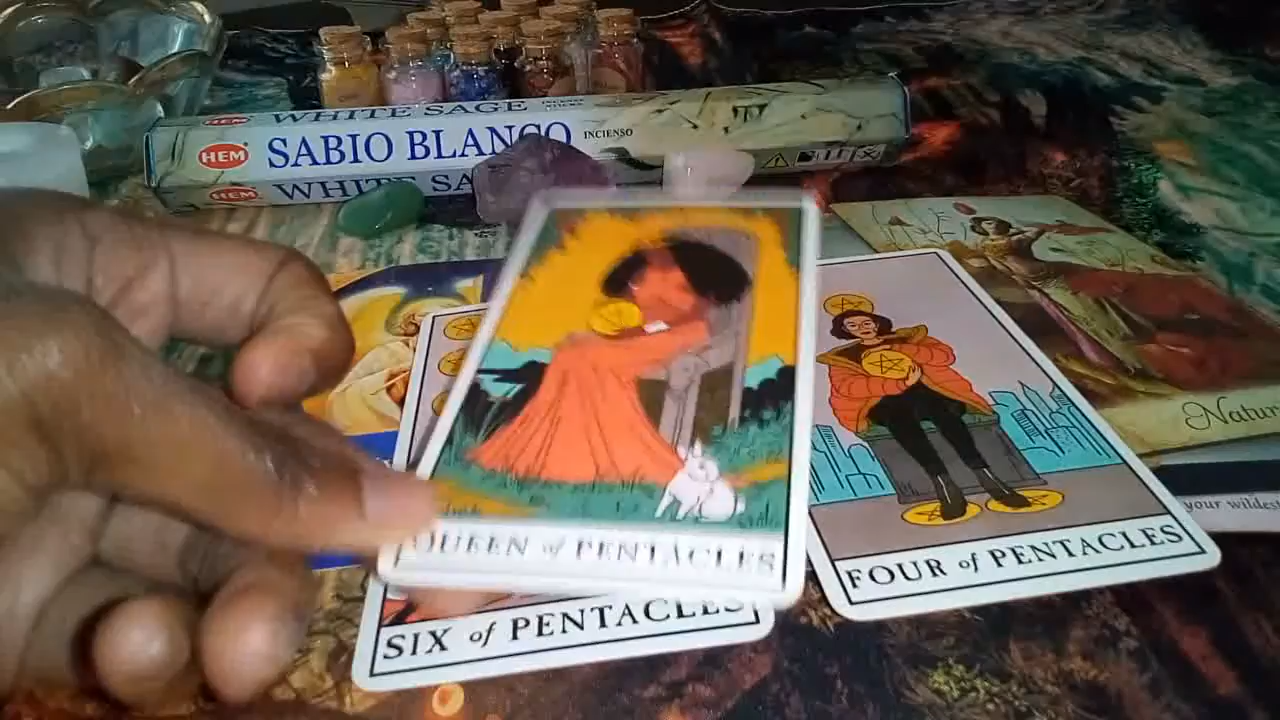 HEM WHITE SAGE
HEM SABIO BLANCO INCIENSO
HEM WHITE SA
Natur
your wildest
QUEEN of PENTACLES
FOUR of PENTACLES
SIX of PENTACLES